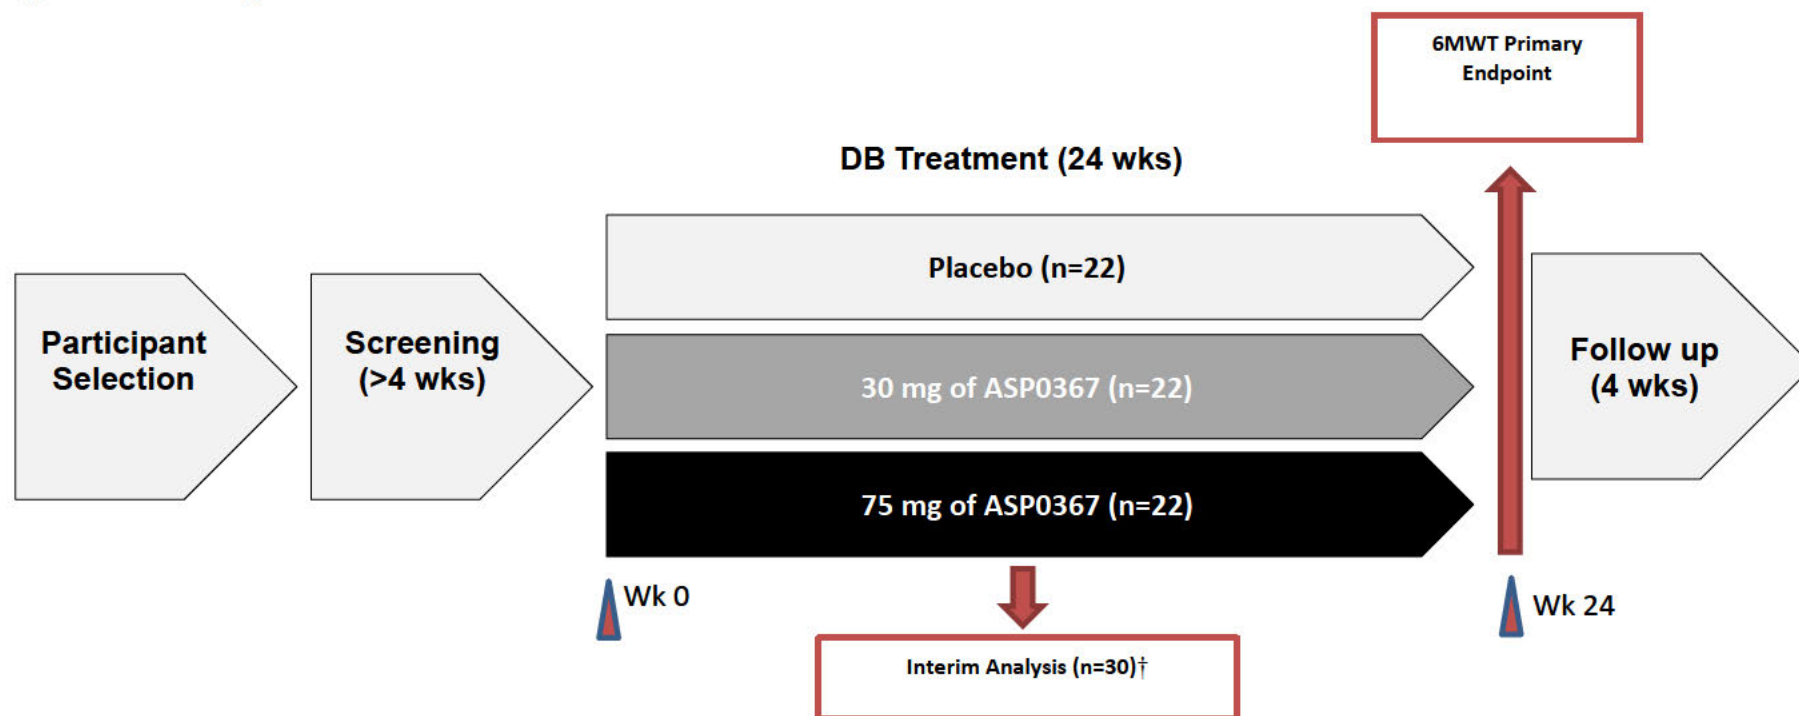 6MWT Primary
Endpoint
DB Treatment (24 wks)
Participant
Selection
Screening
(>4 wks)
Placebo (n=22)
30 mg of ASP0367 (n=22)
75 mg of ASP0367 (n=22)
Follow up
(4 wks)
Wk 0
Wk 24
Interim Analysis (n=30)†